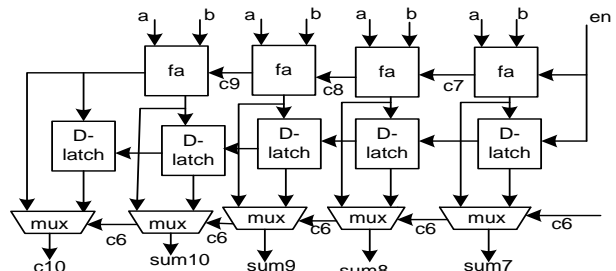 a b a b a b a b en
fa fa fa fa
c9 c8 c7
D-latch D-latch D-latch D-latch D-latch
mux mux mux mux mux
c6 c6 c6 c6 c6
c10 sum10 sum9 sum8 sum7